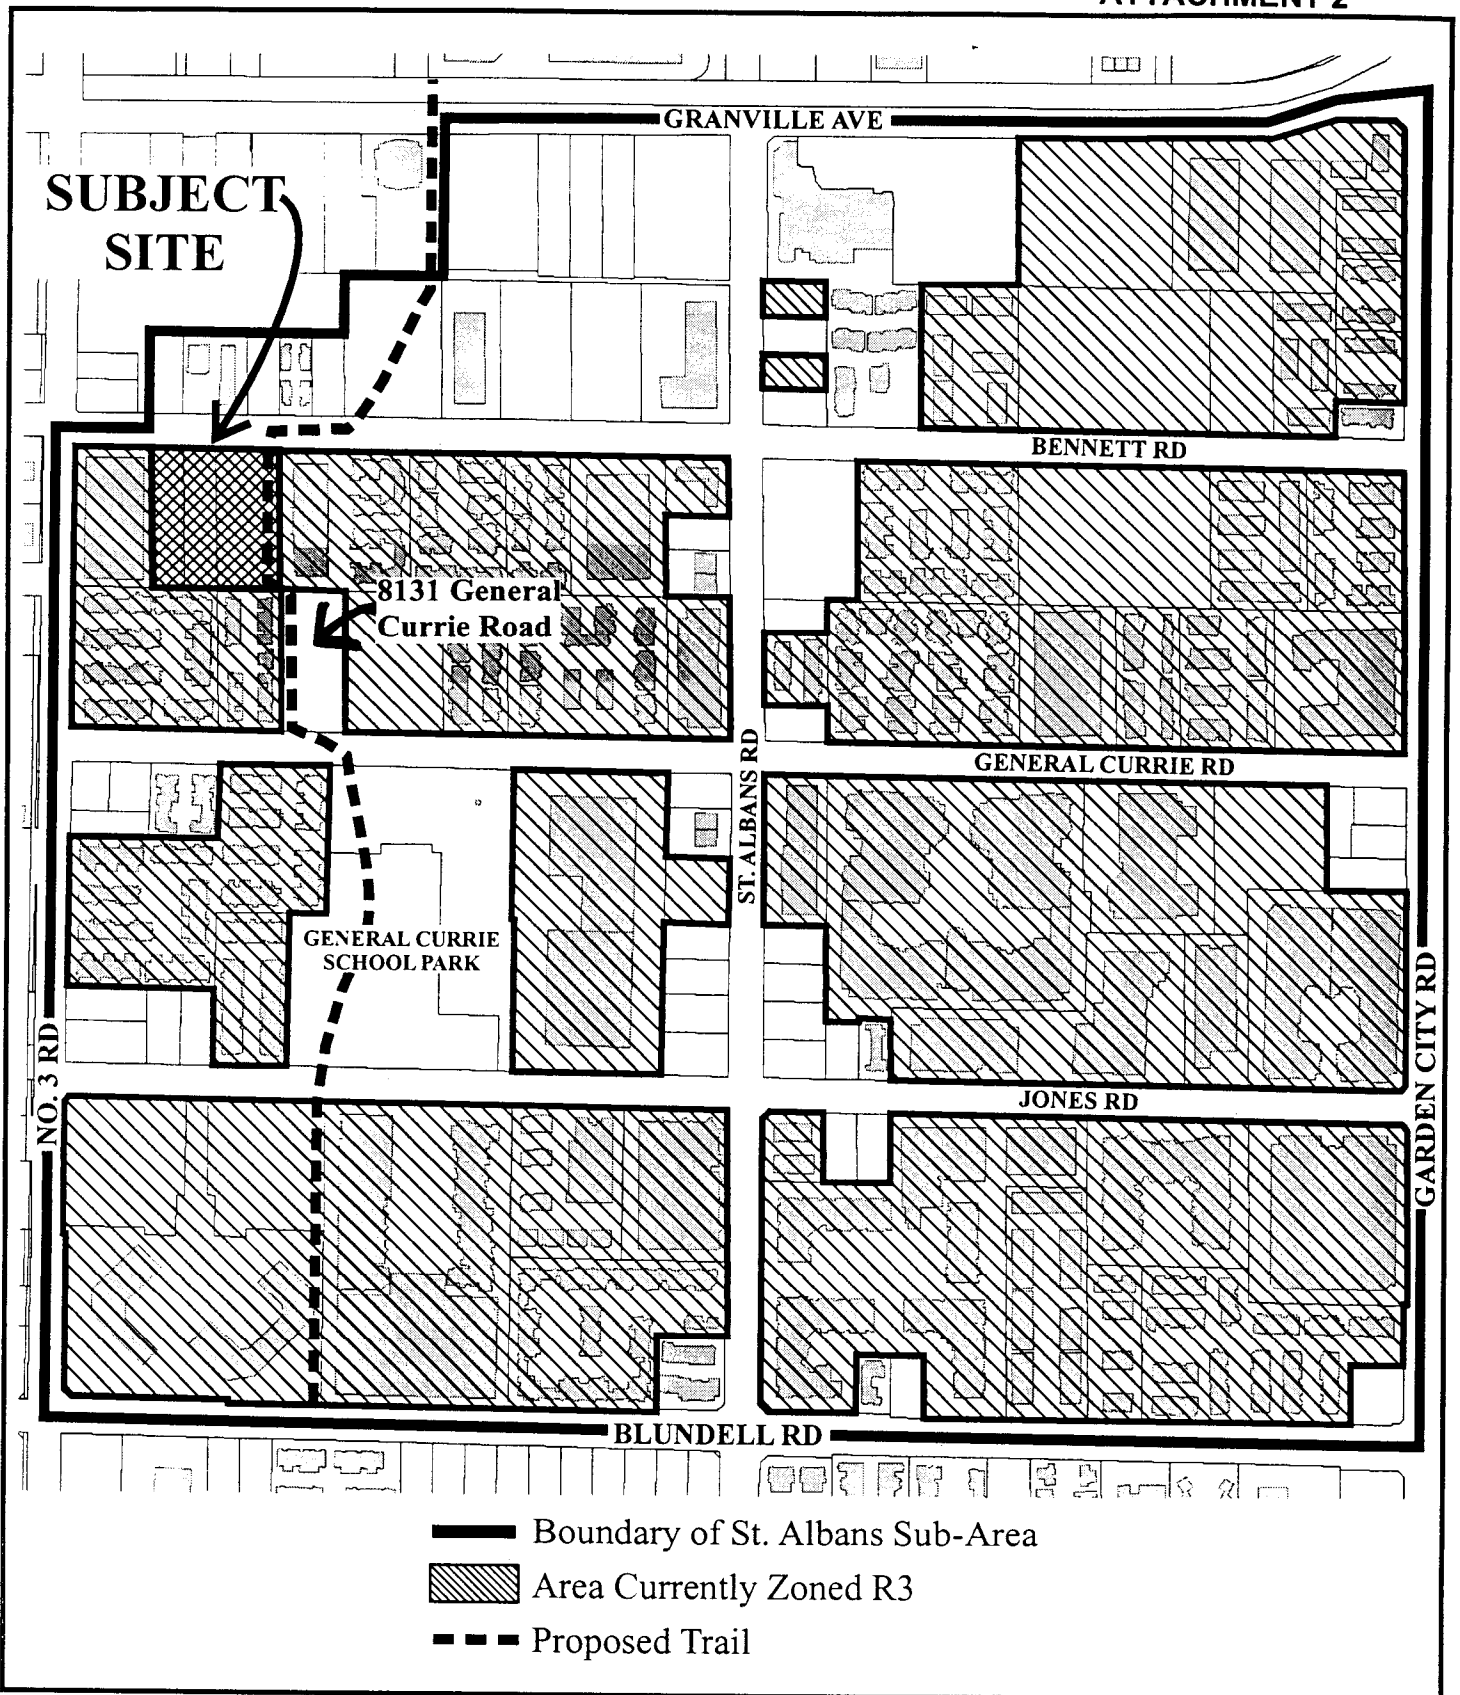 ATTACHMENT 2
GRANVILLE AVE
SUBJECT
SITE
BENNETT RD
8131 General
Currie Road
ST. ALBANS RD
GENERAL CURRIE RD
GENERAL CURRIE
SCHOOL PARK
NO. 3 RD
GARDEN CITY RD
JONES RD
BLUNDELL RD
Boundary of St. Albans Sub-Area
Area Currently Zoned R3
Proposed Trail